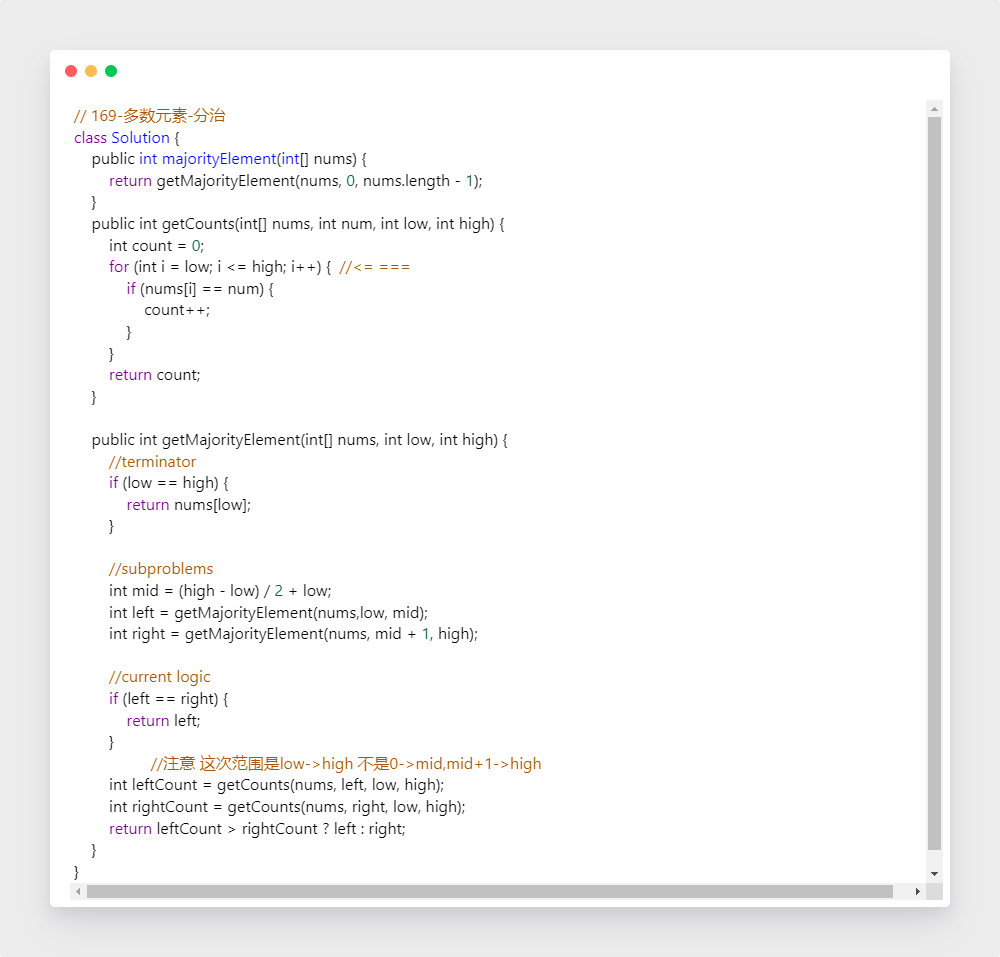 // 169-多数元素-分治
class Solution {
    public int majorityElement(int[] nums) {
        return getMajorityElement(nums, 0, nums.length - 1);
    }
    public int getCounts(int[] nums, int num, int low, int high) {
        int count = 0;
        for (int i = low; i <= high; i++) {  //<= ===
            if (nums[i] == num) {
                count++;
            }
        }
        return count;
    }

    public int getMajorityElement(int[] nums, int low, int high) {
        //terminator
        if (low == high) {
            return nums[low];
        }

        //subproblems
        int mid = (high - low) / 2 + low;
        int left = getMajorityElement(nums,low, mid);
        int right = getMajorityElement(nums, mid + 1, high);

        //current logic
        if (left == right) {
            return left;
        }
                //注意 这次范围是low->high 不是0->mid,mid+1->high
        int leftCount = getCounts(nums, left, low, high);
        int rightCount = getCounts(nums, right, low, high);
        return leftCount > rightCount ? left : right;
    }
}